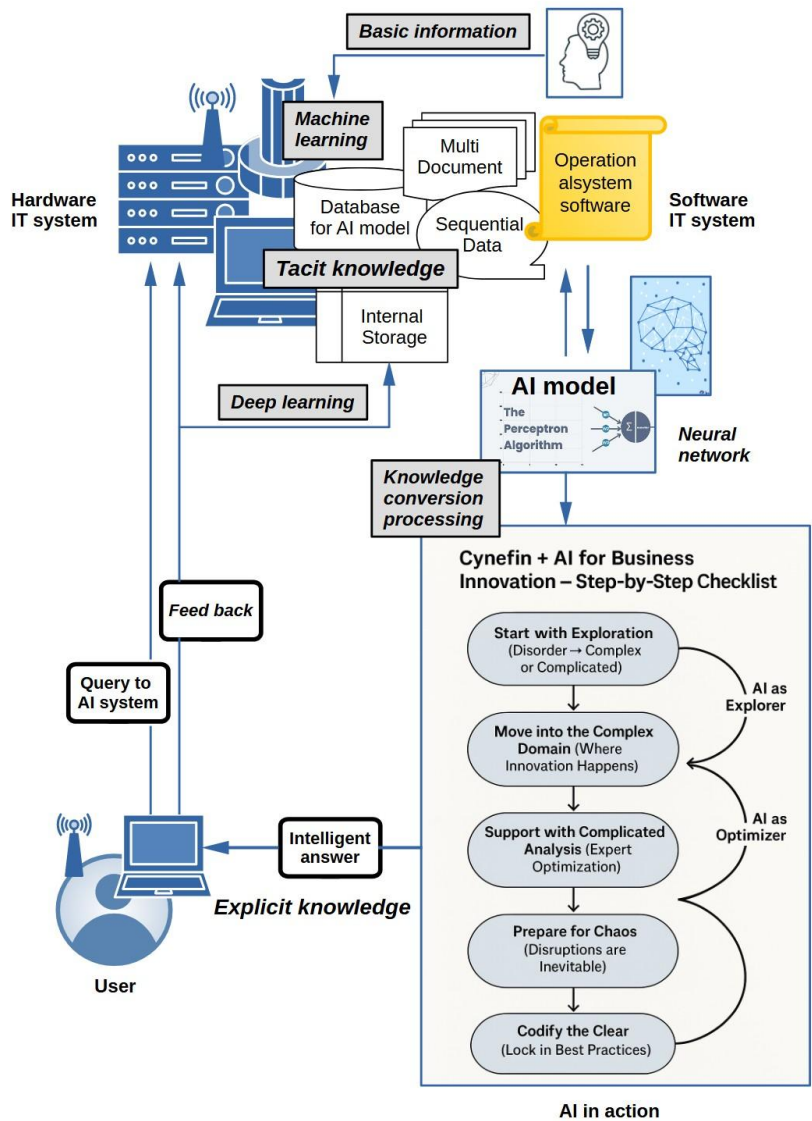 Basic information
Machine
learning
Multi
Document
Operation
alsystem
software
Hardware
IT system
Software
IT system
Database
for AI model
Sequential
Data
Tacit knowledge
Internal
Storage
AI model
The
Perceptron
Algorithm
Σ
Deep learning
Neural
network
Knowledge
conversion
processing
Cynefin + AI for Business
Innovation – Step-by-Step Checklist
Start with Exploration
(Disorder → Complex
or Complicated)
AI as
Explorer
Move into the Complex
Domain (Where
Innovation Happens)
Support with Complicated
Analysis (Expert
Optimization)
AI as
Optimizer
Prepare for Chaos
(Disruptions are
Inevitable)
Codify the Clear
(Lock in Best Practices)
Feed back
Query to
AI system
Intelligent
answer
Explicit knowledge
User
AI in action